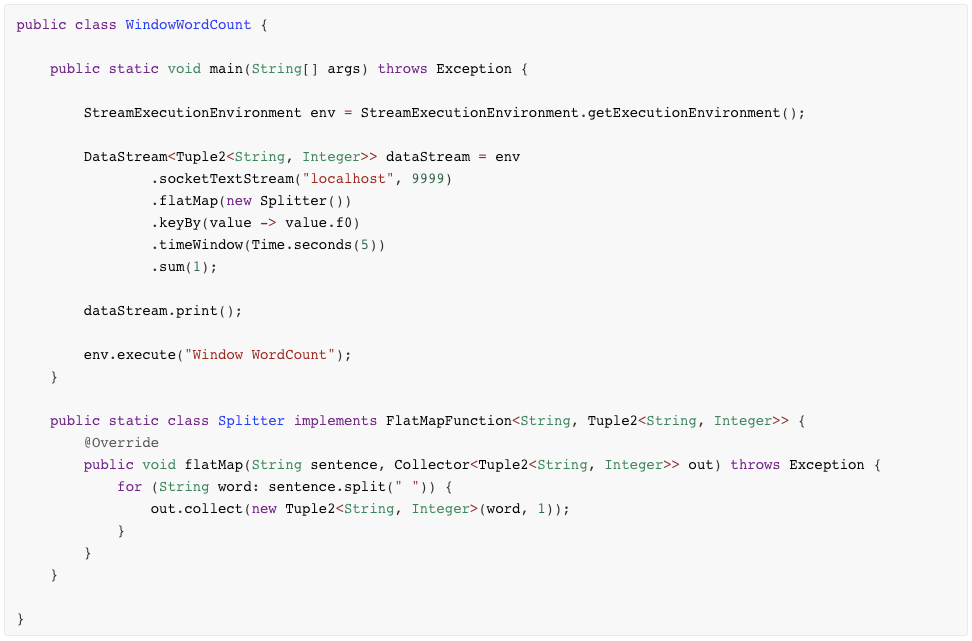 public class WindowWordCount {
public static void main(String[] args) throws Exception {
StreamExecutionEnvironment env = StreamExecutionEnvironment.getExecutionEnvironment();
DataStream<Tuple2<String, Integer>> dataStream = env
.socketTextStream("localhost", 9999)
.flatMap(new Splitter())
.keyBy(value -> value.f0)
.timeWindow(Time.seconds(5))
.sum(1);
dataStream.print();
env.execute("Window WordCount");
}
public static class Splitter implements FlatMapFunction<String, Tuple2<String, Integer>> {
@Override
public void flatMap(String sentence, Collector<Tuple2<String, Integer>> out) throws Exception {
for (String word: sentence.split(" ")) {
out.collect(new Tuple2<String, Integer>(word, 1));
}
}
}
}